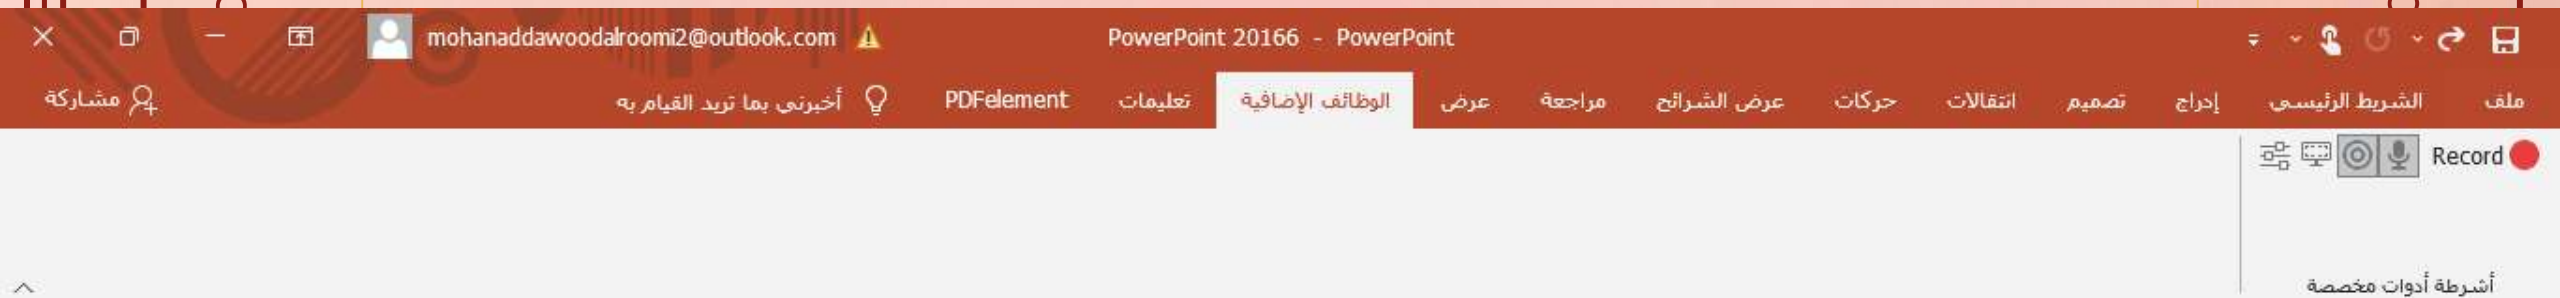 PowerPoint 20166 - PowerPoint
mohanaddawoodalroomi2@outlook.com
ملف
الشريط الرئيسي
إدراج
تصميم
انتقالات
حركات
عرض الشرائح
مراجعة
عرض
الوظائف الإضافية
تعليمات
PDFelement
أخبرني بما تريد القيام به
مشاركة
Record
أشرطة أدوات مخصصة